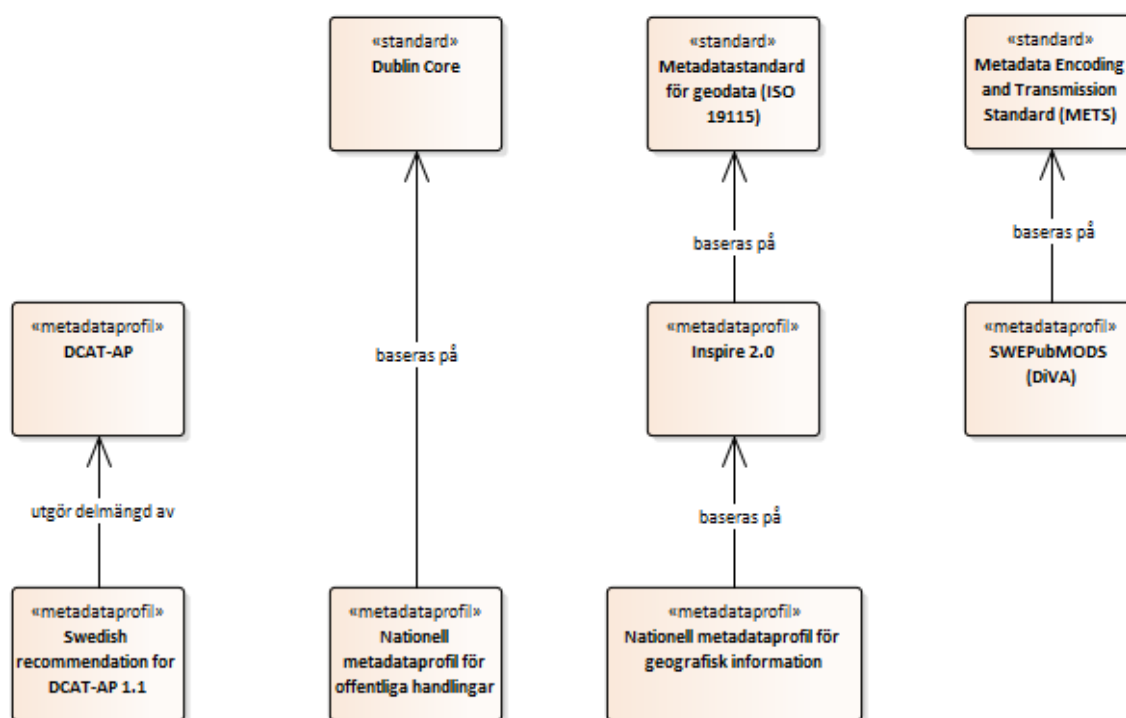 «standard»
Dublin Core
«standard»
Metadatastandard
för geodata (ISO
19115)
«standard»
Metadata Encoding
and Transmission
Standard (METS)
baseras på
baseras på
«metadataprofil»
DCAT-AP
baseras på
«metadataprofil»
Inspire 2.0
«metadataprofil»
SWEPubMODS
(DiVA)
utgör delmängd av
baseras på
«metadataprofil»
Swedish
recommendation for
DCAT-AP 1.1
«metadataprofil»
Nationell
metadataprofil för
offentliga handlingar
«metadataprofil»
Nationell metadataprofil för
geografisk information